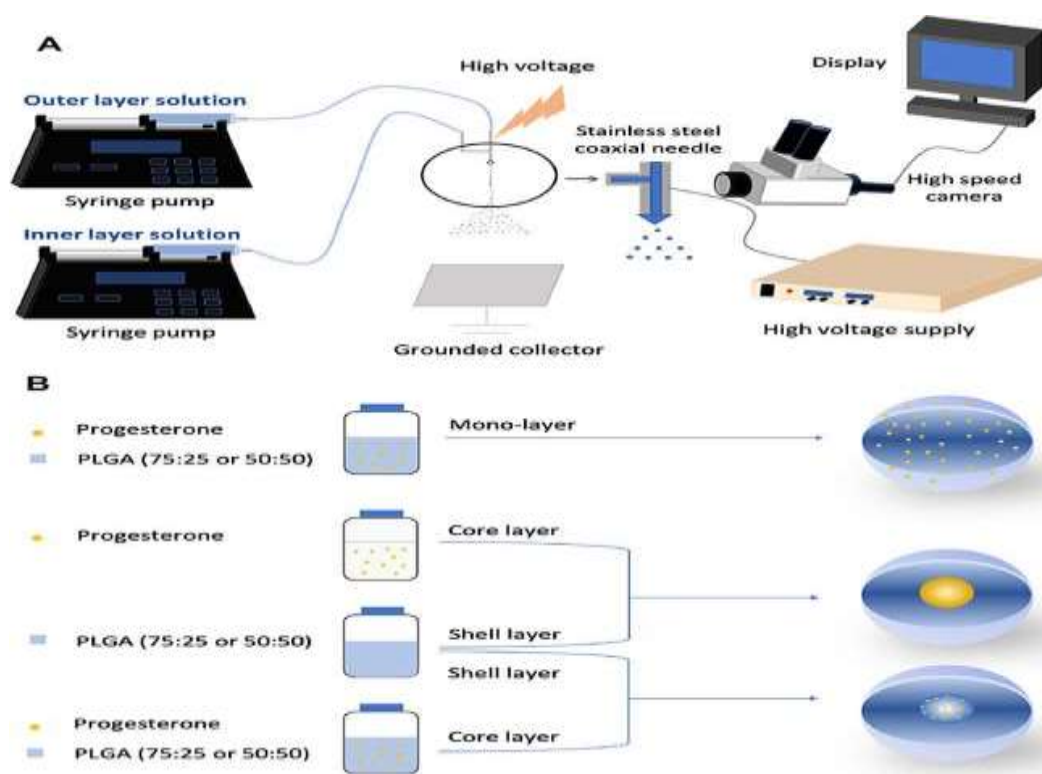 A
High voltage
Display
Outer layer solution
Stainless steel
coaxial needle
Syringe pump
High speed
camera
Inner layer solution
Syringe pump
Grounded collector
High voltage supply
B
Progesterone
PLGA (75:25 or 50:50)
Mono-layer
Progesterone
Core layer
PLGA (75:25 or 50:50)
Shell layer
Shell layer
Progesterone
PLGA (75:25 or 50:50)
Core layer